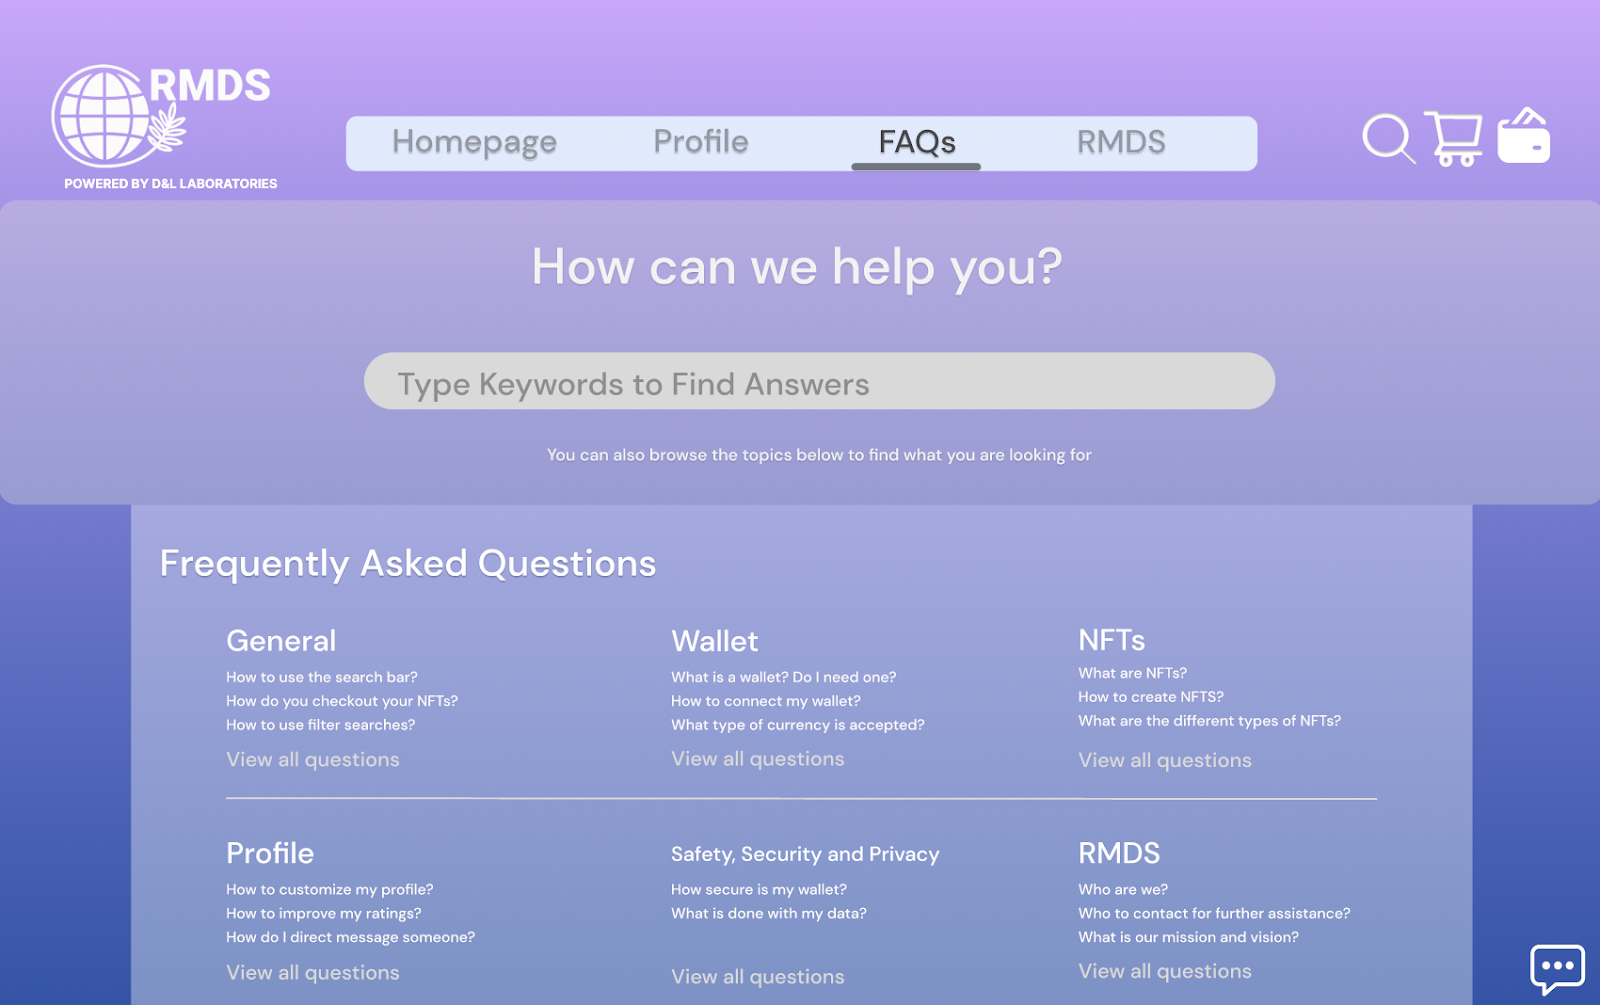 RMDS
POWERED BY D&L LABORATORIES
Homepage
Profile
FAQs
RMDS
How can we help you?
Type Keywords to Find Answers
You can also browse the topics below to find what you are looking for
Frequently Asked Questions
General
How to use the search bar?
How do you checkout your NFTs?
How to use filter searches?
View all questions
Wallet
What is a wallet? Do I need one?
How to connect my wallet?
What type of currency is accepted?
View all questions
NFTs
What are NFTs?
How to create NFTS?
What are the different types of NFTs?
View all questions
Profile
How to customize my profile?
How to improve my ratings?
How do I direct message someone?
View all questions
Safety, Security and Privacy
How secure is my wallet?
What is done with my data?
View all questions
RMDS
Who are we?
Who to contact for further assistance?
What is our mission and vision?
View all questions